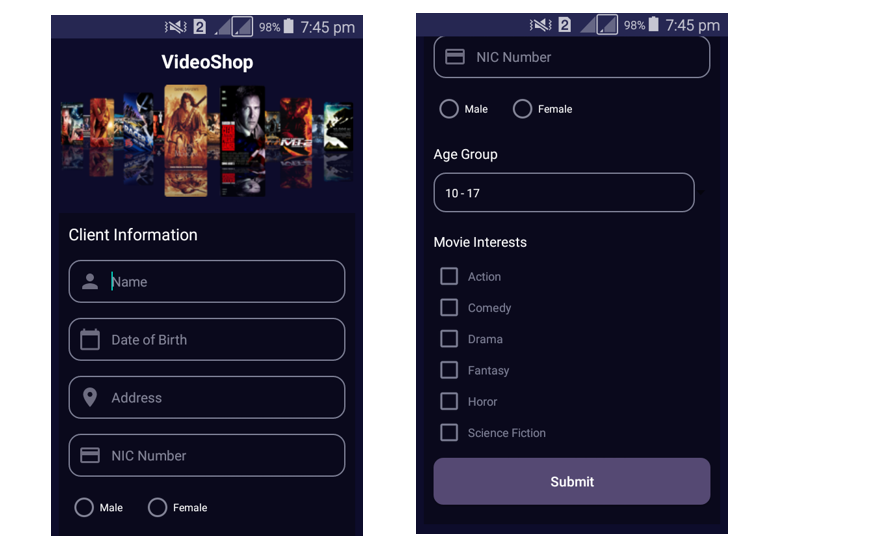 2 98% 7:45 pm
VideoShop
Client Information
Name
Date of Birth
Address
NIC Number
Male Female
2 98% 7:45 pm
NIC Number
Male Female
Age Group
10 - 17
Movie Interests
Action
Comedy
Drama
Fantasy
Horor
Science Fiction
Submit